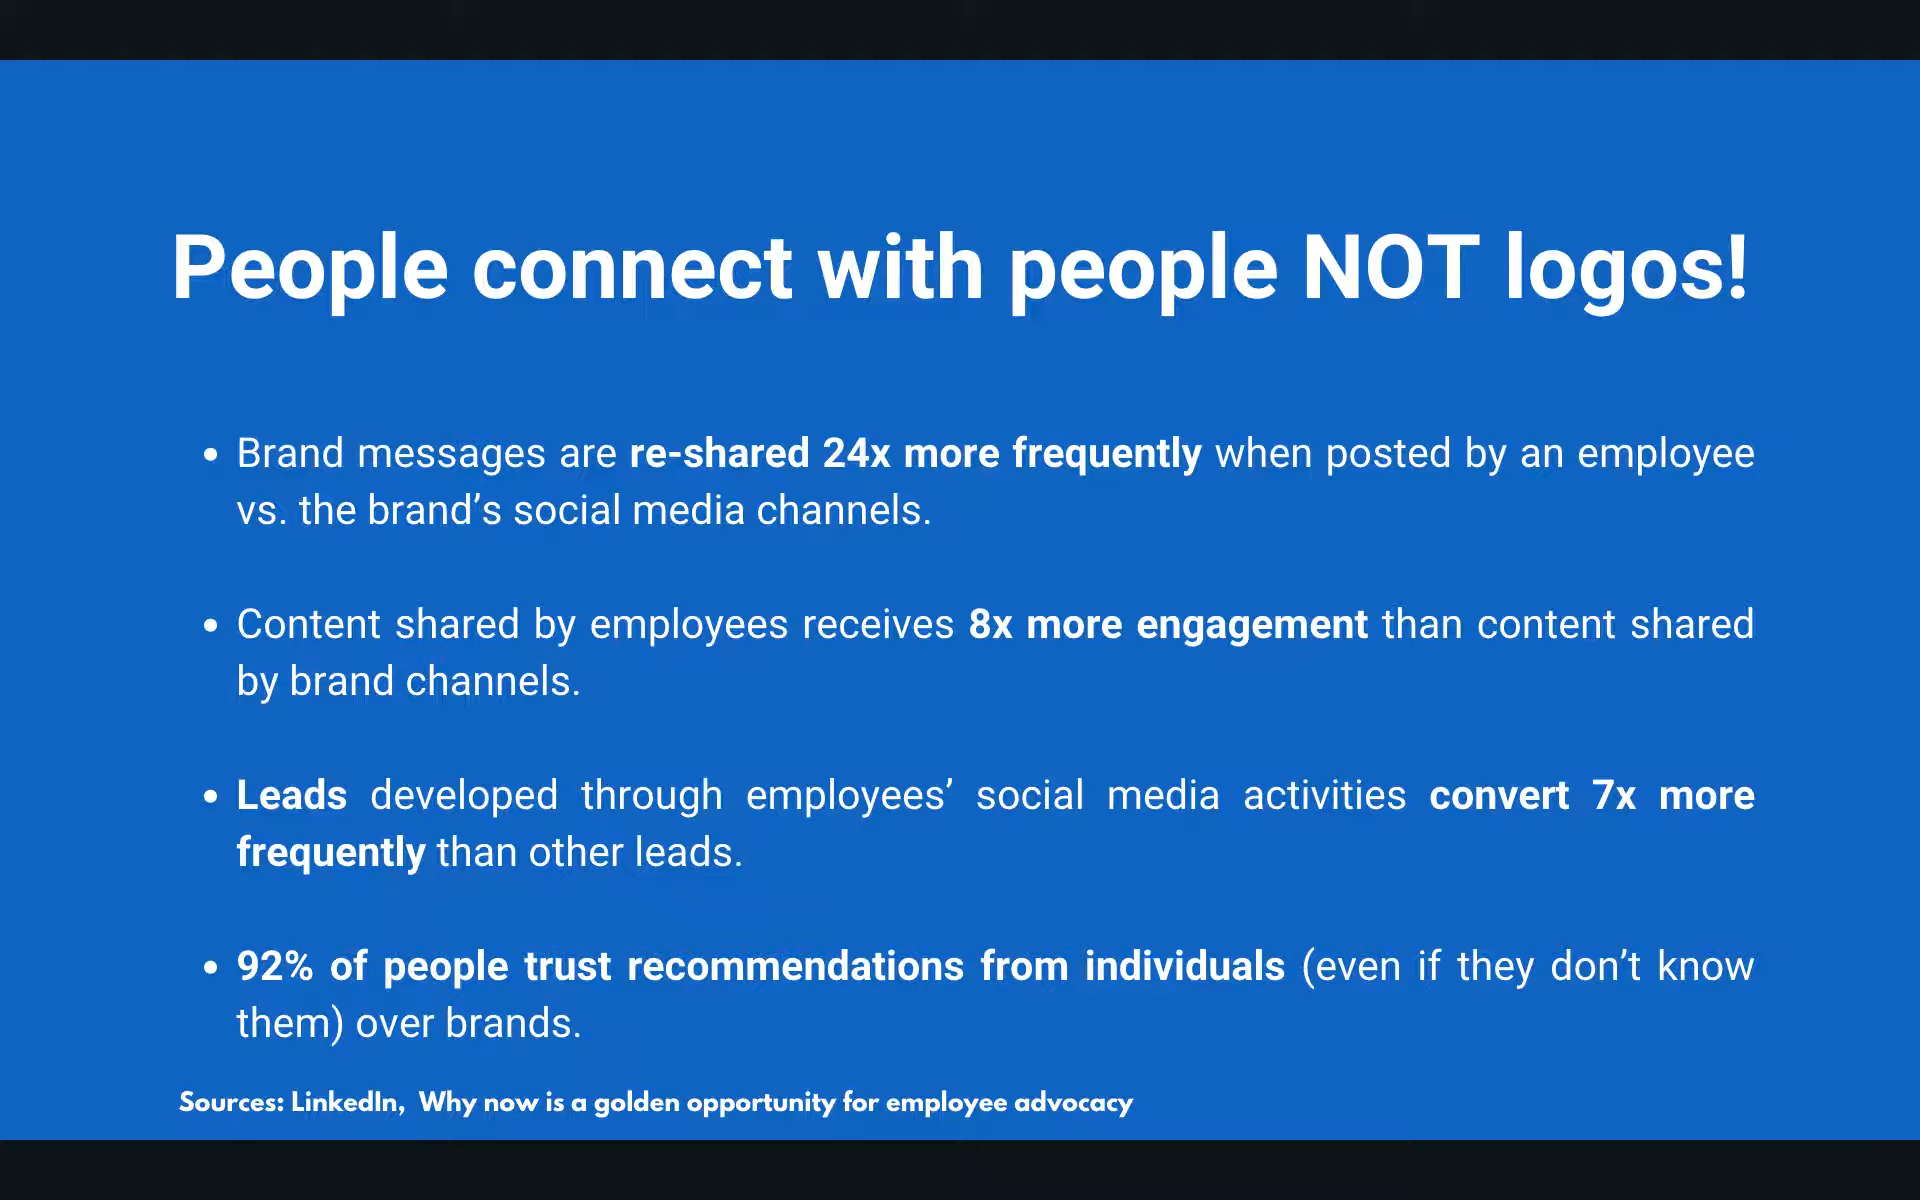 People connect with people NOT logos!
• Brand messages are re-shared 24x more frequently when posted by an employee
vs. the brand’s social media channels.
• Content shared by employees receives 8x more engagement than content shared
by brand channels.
• Leads developed through employees’ social media activities convert 7x more
frequently than other leads.
• 92% of people trust recommendations from individuals (even if they don’t know
them) over brands.
Sources: LinkedIn, Why now is a golden opportunity for employee advocacy